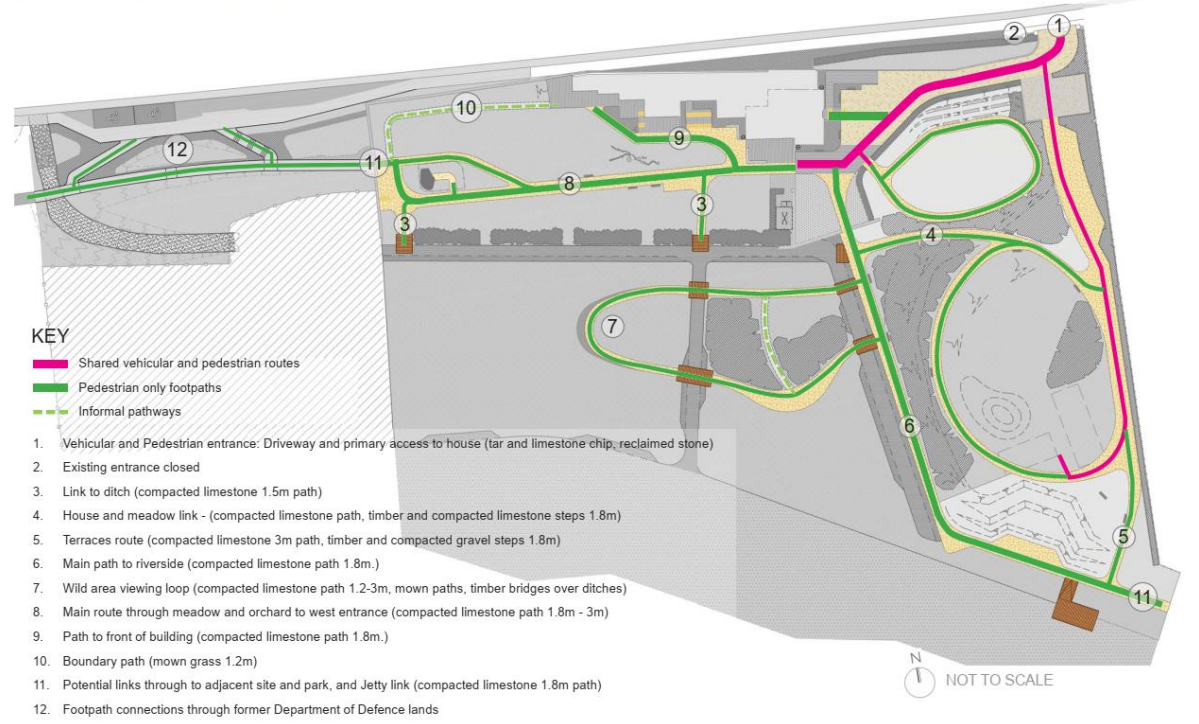 1
2
10
12
9
11
8
3
3
4
7
6
5
11
KEY
Shared vehicular and pedestrian routes
Pedestrian only footpaths
Informal pathways
1. Vehicular and Pedestrian entrance: Driveway and primary access to house (tar and limestone chip, reclaimed stone)
2. Existing entrance closed
3. Link to ditch (compacted limestone 1.5m path)
4. House and meadow link - (compacted limestone path, timber and compacted limestone steps 1.8m)
5. Terraces route (compacted limestone 3m path, timber and compacted gravel steps 1.8m)
6. Main path to riverside (compacted limestone path 1.8m.)
7. Wild area viewing loop (compacted limestone path 1.2-3m, mown paths, timber bridges over ditches)
8. Main route through meadow and orchard to west entrance (compacted limestone path 1.8m - 3m)
9. Path to front of building (compacted limestone path 1.8m.)
10. Boundary path (mown grass 1.2m)
11. Potential links through to adjacent site and park, and Jetty link (compacted limestone 1.8m path)
12. Footpath connections through former Department of Defence lands
N
NOT TO SCALE